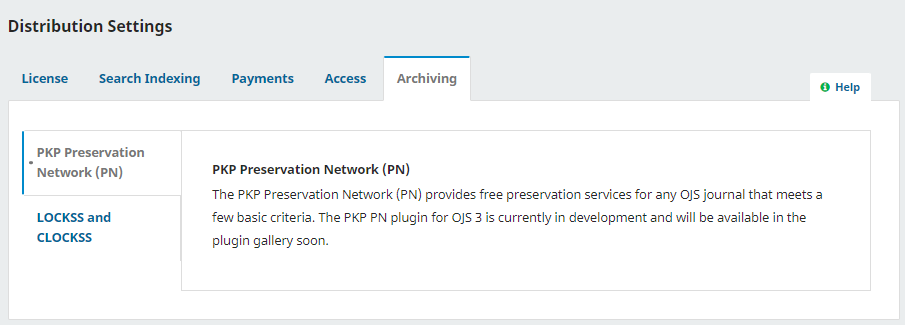 Distribution Settings
License Search Indexing Payments Access Archiving
Help
PKP Preservation
Network (PN)
LOCKSS and
CLOCKSS
PKP Preservation Network (PN)
The PKP Preservation Network (PN) provides free preservation services for any OJS journal that meets a
few basic criteria. The PKP PN plugin for OJS 3 is currently in development and will be available in the
plugin gallery soon.